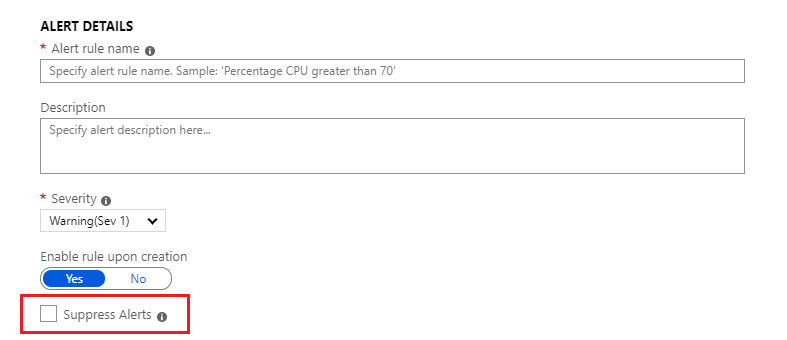 ALERT DETAILS
* Alert rule name
Specify alert rule name. Sample: 'Percentage CPU greater than 70'
Description
Specify alert description here...
* Severity
Warning(Sev 1)
Enable rule upon creation
Yes No
Suppress Alerts